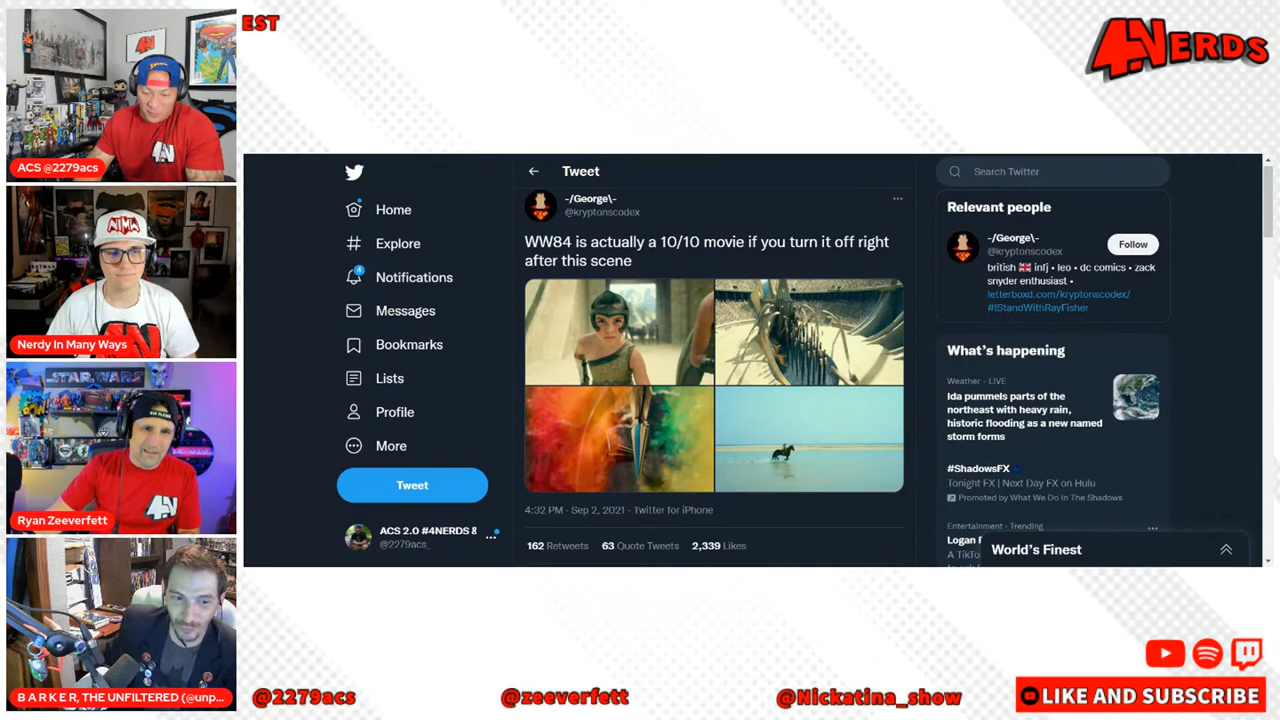 EST
4NERDS
ACS @2279acs
Nerdy In Many Ways
STAR WARS
Ryan Zeeverfett
B A R K E R, THE UNFILTERED (@unp...
Home
Explore
Notifications
Messages
Bookmarks
Lists
Profile
More
Tweet
ACS 2.0 #4NERDS &
@2279acs_
Tweet
-/George\-
@kryptonscodex
WW84 is actually a 10/10 movie if you turn it off right
after this scene
4:32 PM · Sep 2, 2021 · Twitter for iPhone
162 Retweets 63 Quote Tweets 2,339 Likes
Search Twitter
Relevant people
-/George\-
@kryptonscodex
Follow
british 🇬🇧 infj • leo • dc comics • zack
snyder enthusiast •
letterboxd.com/kryptonscodex/
#IStandWithRayFisher
What's happening
Weather · LIVE
Ida pummels parts of the
northeast with heavy rain,
historic flooding as a new named
storm forms
#ShadowsFX
Tonight FX | Next Day FX on Hulu
Promoted by What We Do In The Shadows
Entertainment · Trending
Logan
A TikTo
World's Finest
@2279acs
@zeeverfett
@Nickatina_show
LIKE AND SUBSCRIBE